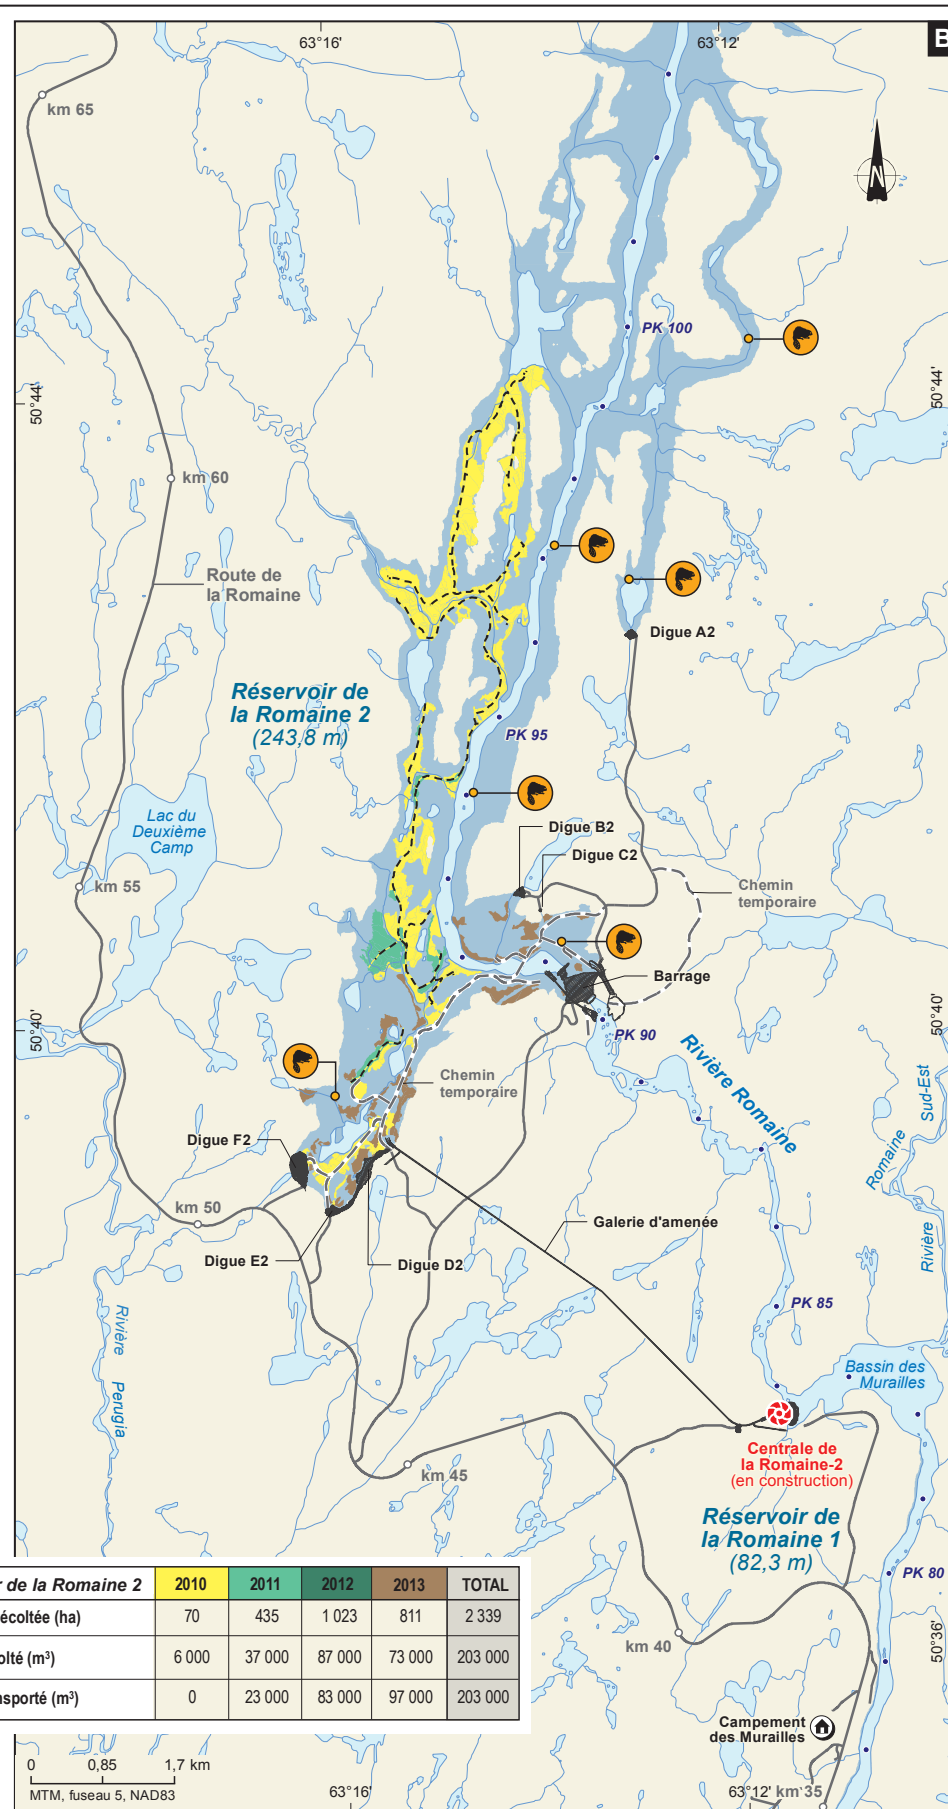 B
63°16'
63°12'
km 65
N
PK 100
50°44'
50°44'
km 60
Route de
la Romaine
Digue A2
Réservoir de
la Romaine 2
(243,8 m)
PK 95
Lac du
Deuxième
Camp
Digue B2
Digue C2
km 55
Chemin
temporaire
Barrage
50°40'
50°40'
PK 90
Rivière Romaine
Chemin
temporaire
Romaine
Sud-Est
Rivière
Digue F2
km 50
Galerie d'amenée
Digue E2
Digue D2
PK 85
Rivière
Perugia
Bassin des
Murailles
Centrale de
la Romaine-2
(en construction)
km 45
Réservoir de
la Romaine 1
(82,3 m)
PK 80
r de la Romaine 2 2010 2011 2012 2013 TOTAL
écoltée (ha) 70 435 1 023 811 2 339
olté (m³) 6 000 37 000 87 000 73 000 203 000
nsporté (m³) 0 23 000 83 000 97 000 203 000
km 40
50°36'
Campement
des Murailles
0 0,85 1,7 km
MTM, fuseau 5, NAD83
63°16'
63°12'
km 35